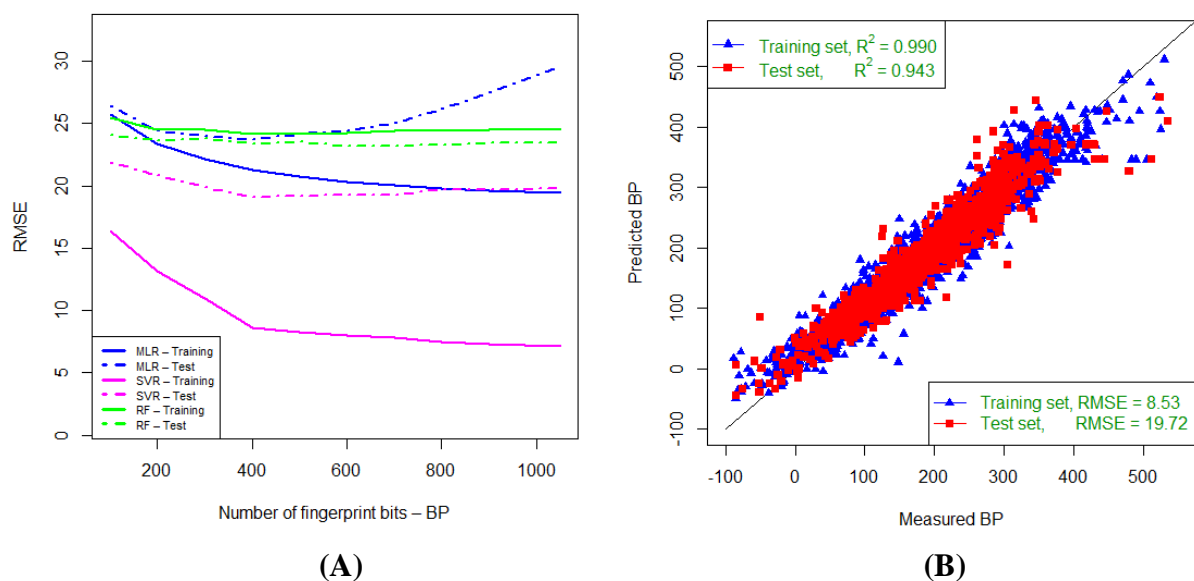 RMSE
30
25
20
15
10
5
0
MLR – Training
MLR – Test
SVR – Training
SVR – Test
RF – Training
RF – Test
200 400 600 800 1000
Number of fingerprint bits – BP
(A)
Training set, R² = 0.990
Test set, R² = 0.943
Predicted BP
500
400
300
200
100
0
-100
Training set, RMSE = 8.53
Test set, RMSE = 19.72
-100 0 100 200 300 400 500
Measured BP
(B)